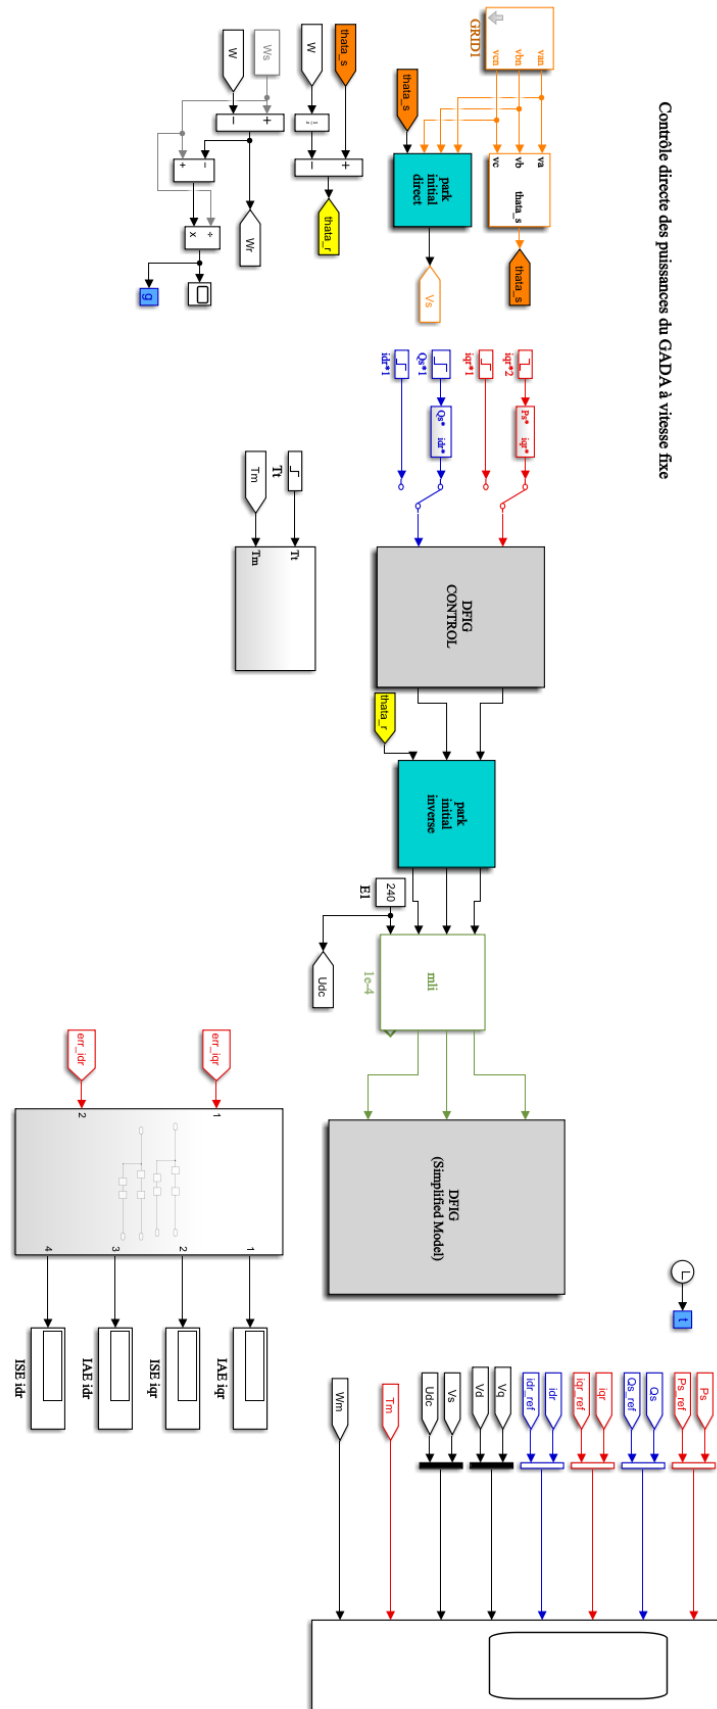 Contrôle directe des puissances du GADA à vitesse fixe
GRID1
van
vbn
vcn
va
vb
vc
thata_s
thata_s
thata_s
park
initial
direct
Vs
thata_s
W
thata_r
Ws
W
Wr
g
iqr*2
Ps*
iqr*
iqr*1
Qs*1
Qs*
idr*
idr*1
DFIG
CONTROL
Tt
Tm
Tt
Tm
thata_r
park
initial
inverse
240
E1
Udc
mli
1e-4
DFIG
(Simplified Model)
err_iqr
err_idr
1
2
1
2
3
4
IAE iqr
ISE iqr
IAE idr
ISE idr
L
t
Ps
Ps_ref
Qs
Qs_ref
iqr
iqr_ref
idr
idr_ref
Vq
Vd
Vs
Udc
Tm
Wm